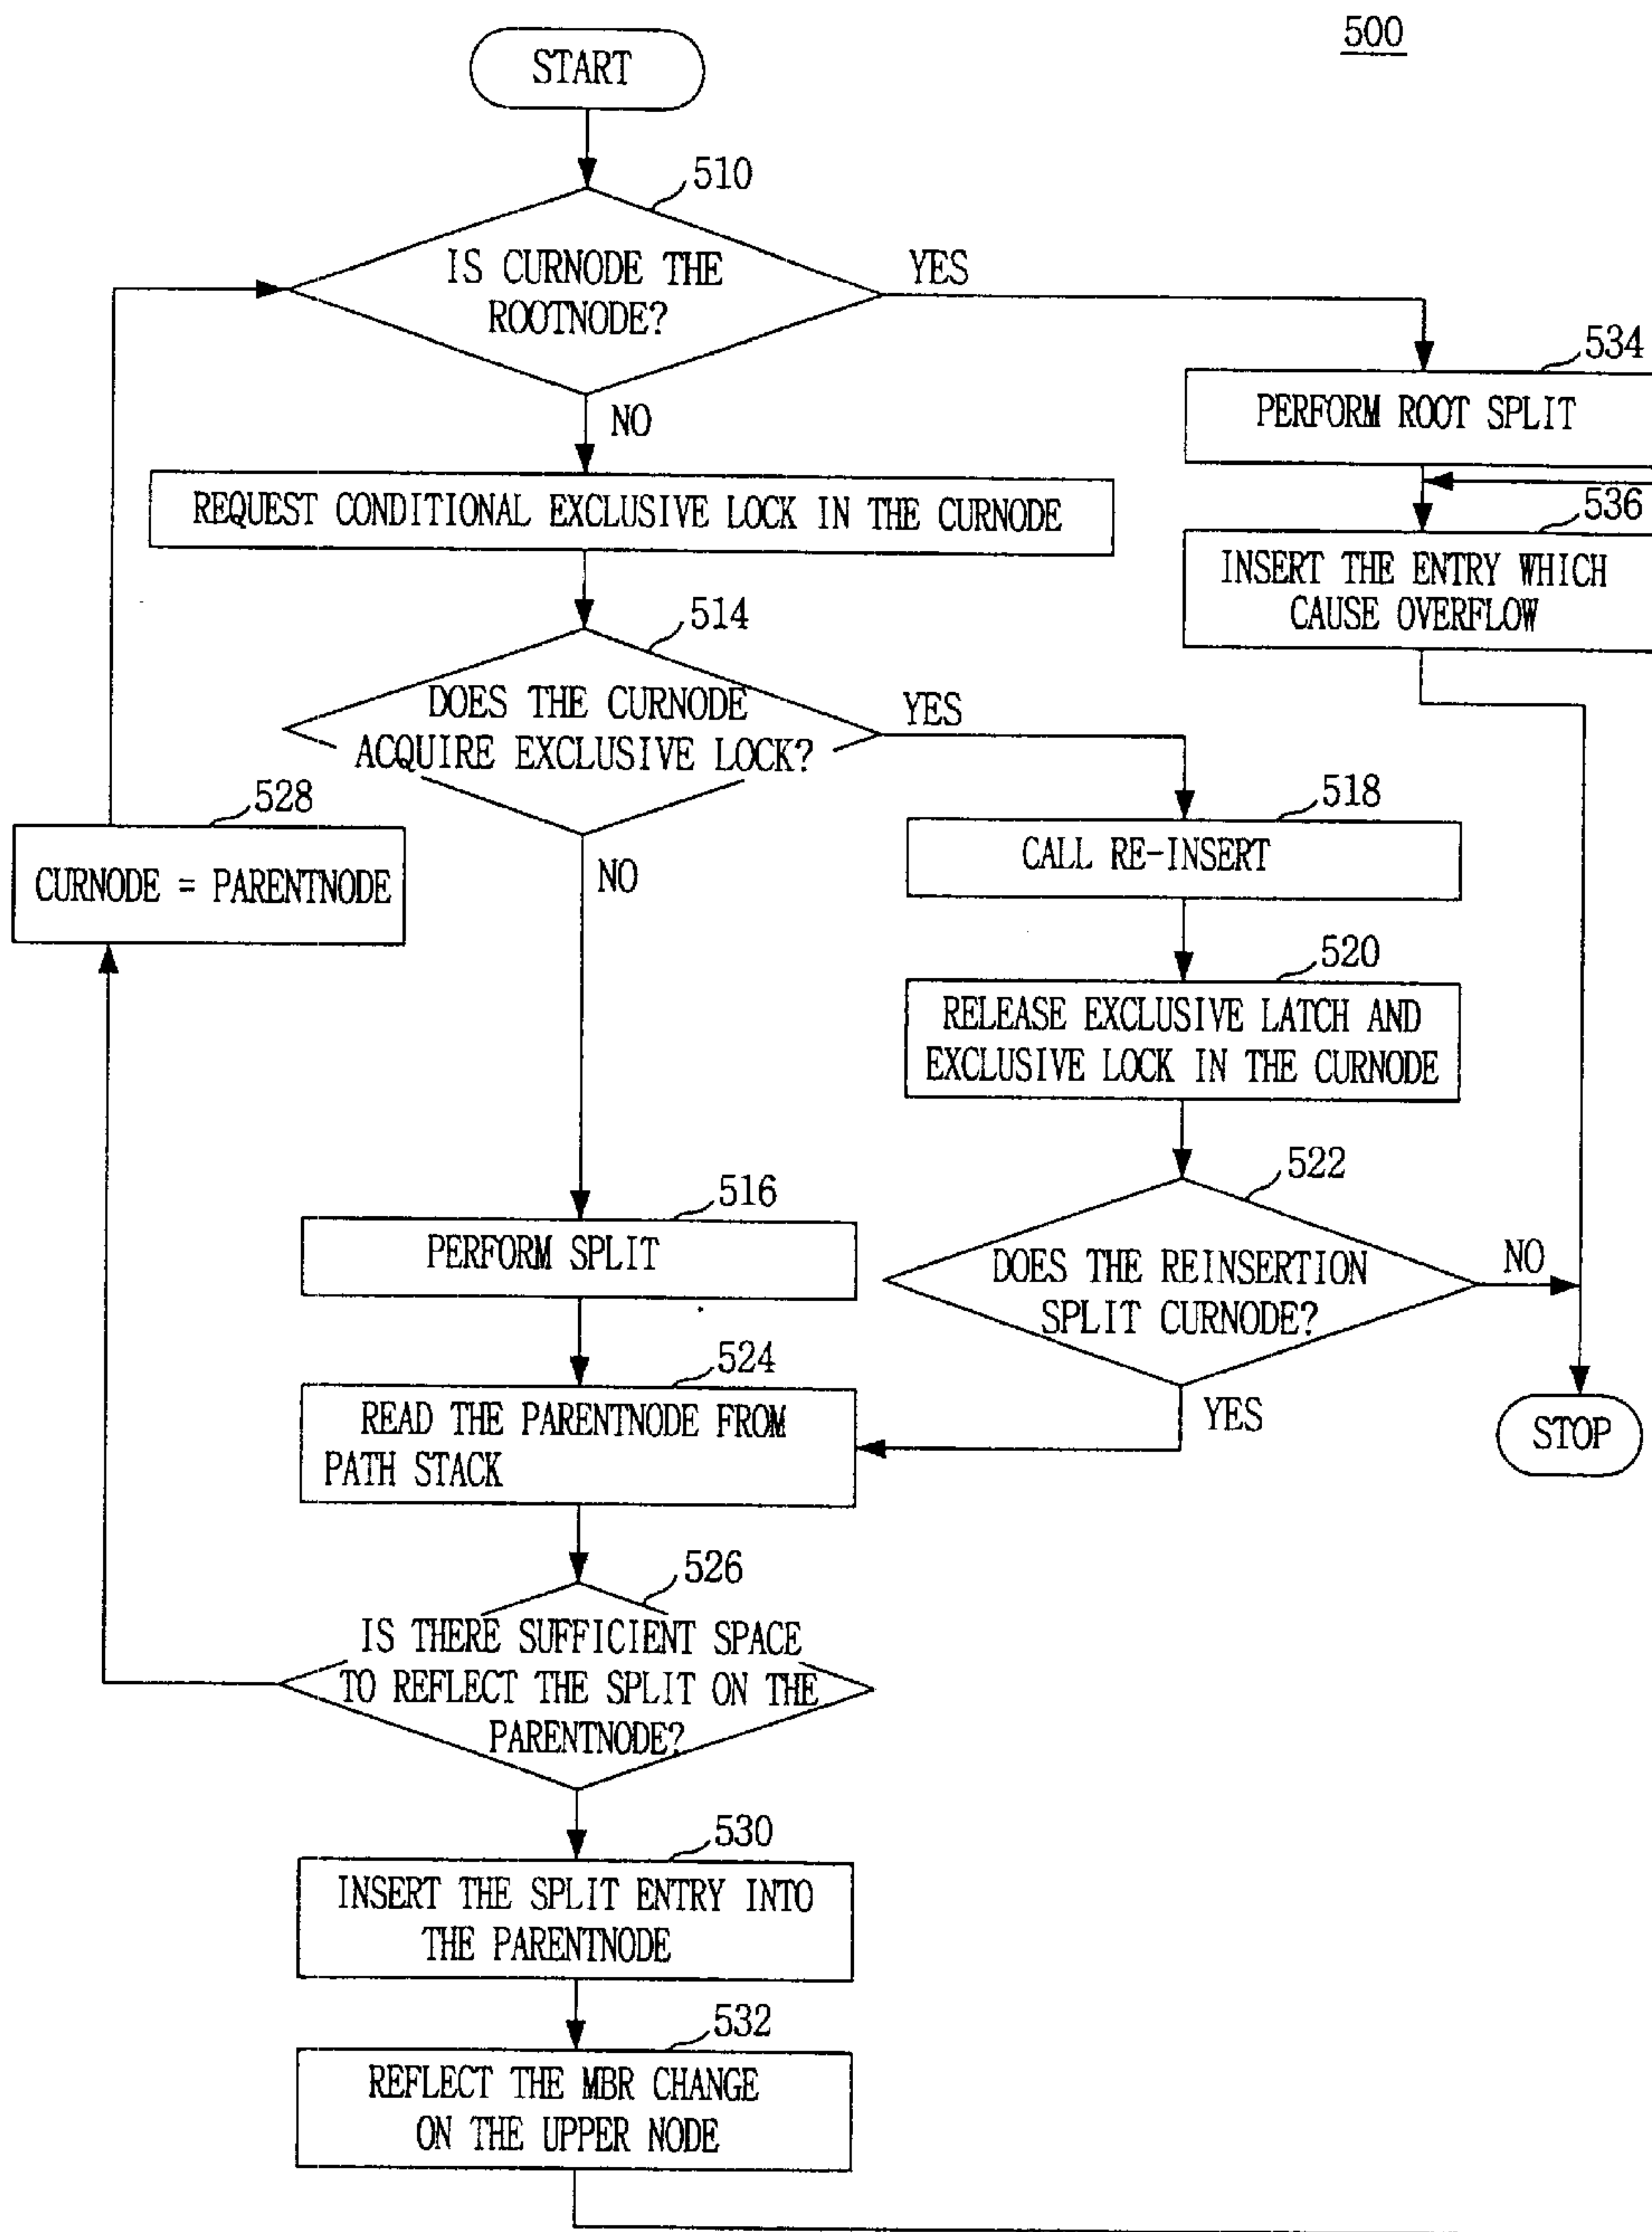 500
START
510
IS CURNODE THE
ROOTNODE?
YES
NO
534
PERFORM ROOT SPLIT
REQUEST CONDITIONAL EXCLUSIVE LOCK IN THE CURNODE
536
INSERT THE ENTRY WHICH
CAUSE OVERFLOW
514
DOES THE CURNODE
ACQUIRE EXCLUSIVE LOCK?
YES
NO
528
CURNODE = PARENTNODE
518
CALL RE-INSERT
520
RELEASE EXCLUSIVE LATCH AND
EXCLUSIVE LOCK IN THE CURNODE
516
PERFORM SPLIT
522
DOES THE REINSERTION
SPLIT CURNODE?
NO
YES
STOP
524
READ THE PARENTNODE FROM
PATH STACK
526
IS THERE SUFFICIENT SPACE
TO REFLECT THE SPLIT ON THE
PARENTNODE?
530
INSERT THE SPLIT ENTRY INTO
THE PARENTNODE
532
REFLECT THE MBR CHANGE
ON THE UPPER NODE